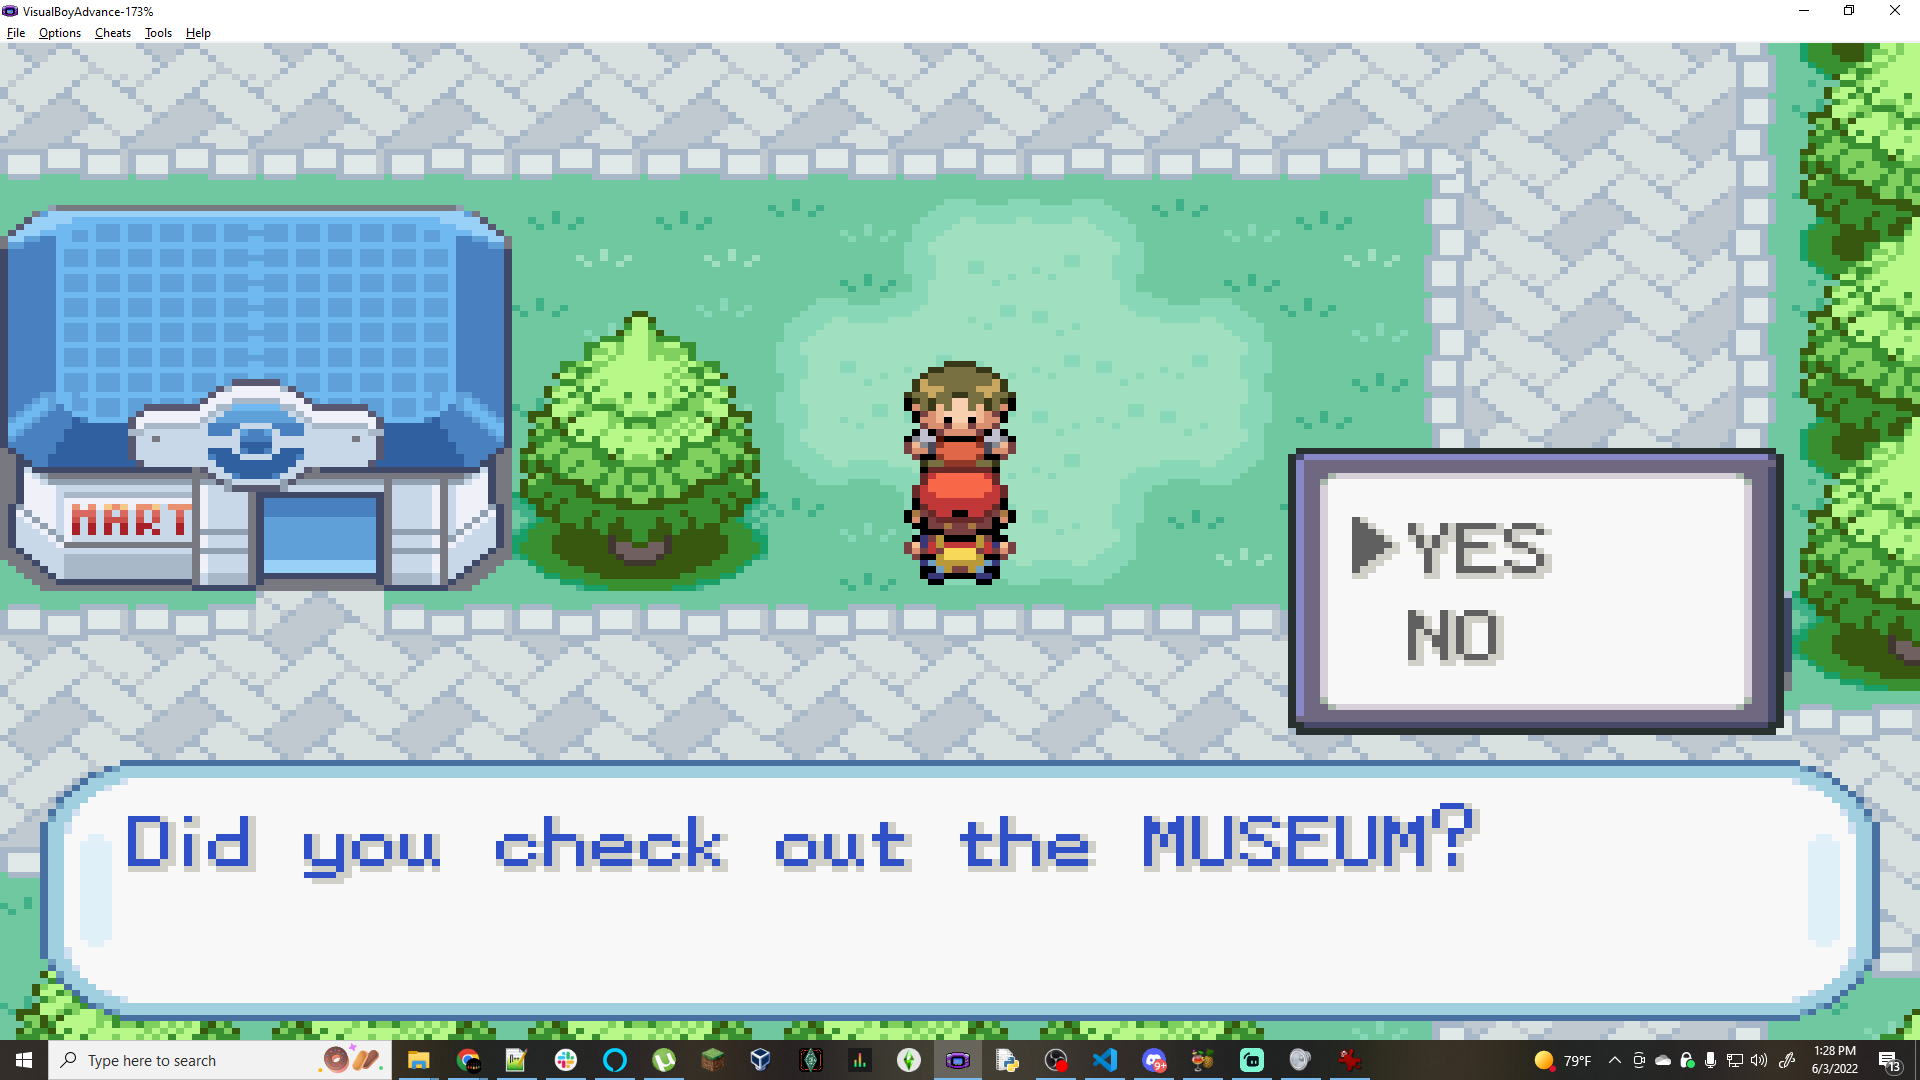 VisualBoyAdvance-173%
File Options Cheats Tools Help
MART
YES
NO
Did you check out the MUSEUM?
Type here to search
9+
79°F
1:28 PM
6/3/2022
13